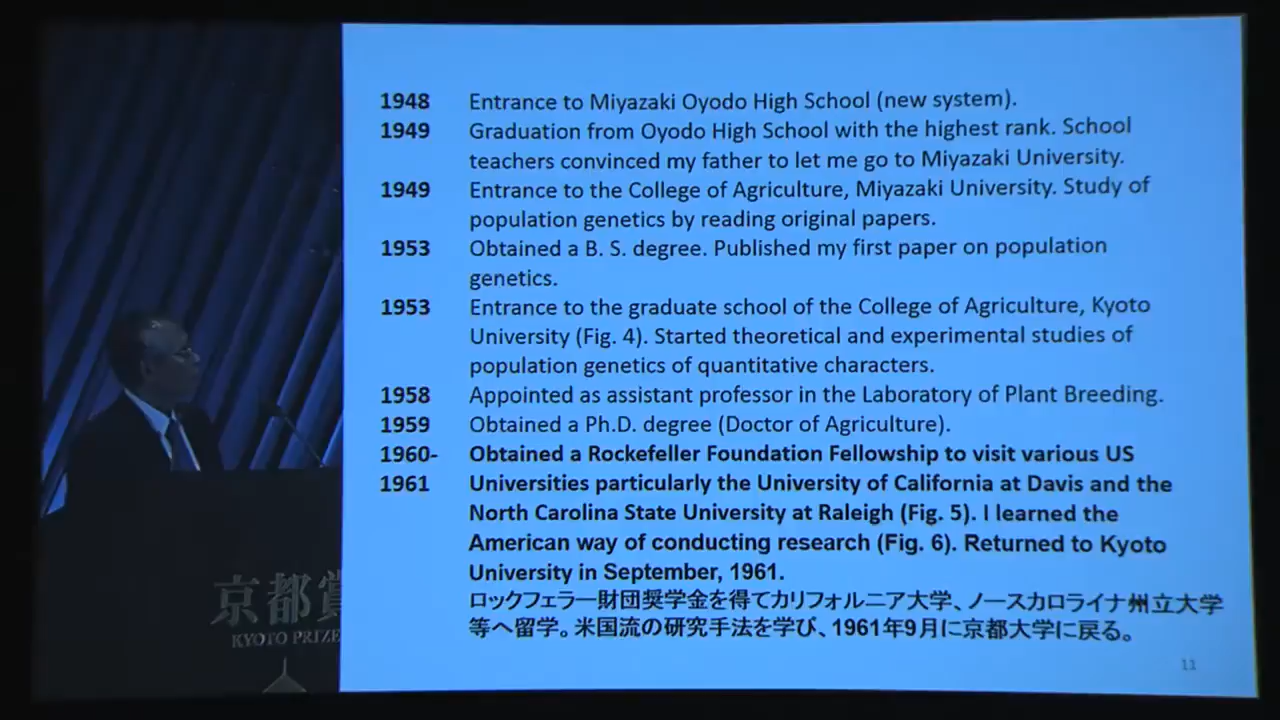 1948 Entrance to Miyazaki Oyodo High School (new system).
1949 Graduation from Oyodo High School with the highest rank. School
teachers convinced my father to let me go to Miyazaki University.
1949 Entrance to the College of Agriculture, Miyazaki University. Study of
population genetics by reading original papers.
1953 Obtained a B. S. degree. Published my first paper on population
genetics.
1953 Entrance to the graduate school of the College of Agriculture, Kyoto
University (Fig. 4). Started theoretical and experimental studies of
population genetics of quantitative characters.
1958 Appointed as assistant professor in the Laboratory of Plant Breeding.
1959 Obtained a Ph.D. degree (Doctor of Agriculture).
1960- Obtained a Rockefeller Foundation Fellowship to visit various US
1961 Universities particularly the University of California at Davis and the
North Carolina State University at Raleigh (Fig. 5). I learned the
American way of conducting research (Fig. 6). Returned to Kyoto
University in September, 1961.
ロックフェラー財団奨学金を得てカリフォルニア大学、ノースカロライナ州立大学
等へ留学。米国流の研究手法を学び、1961年9月に京都大学に戻る。
11
京都賞
KYOTO PRIZE